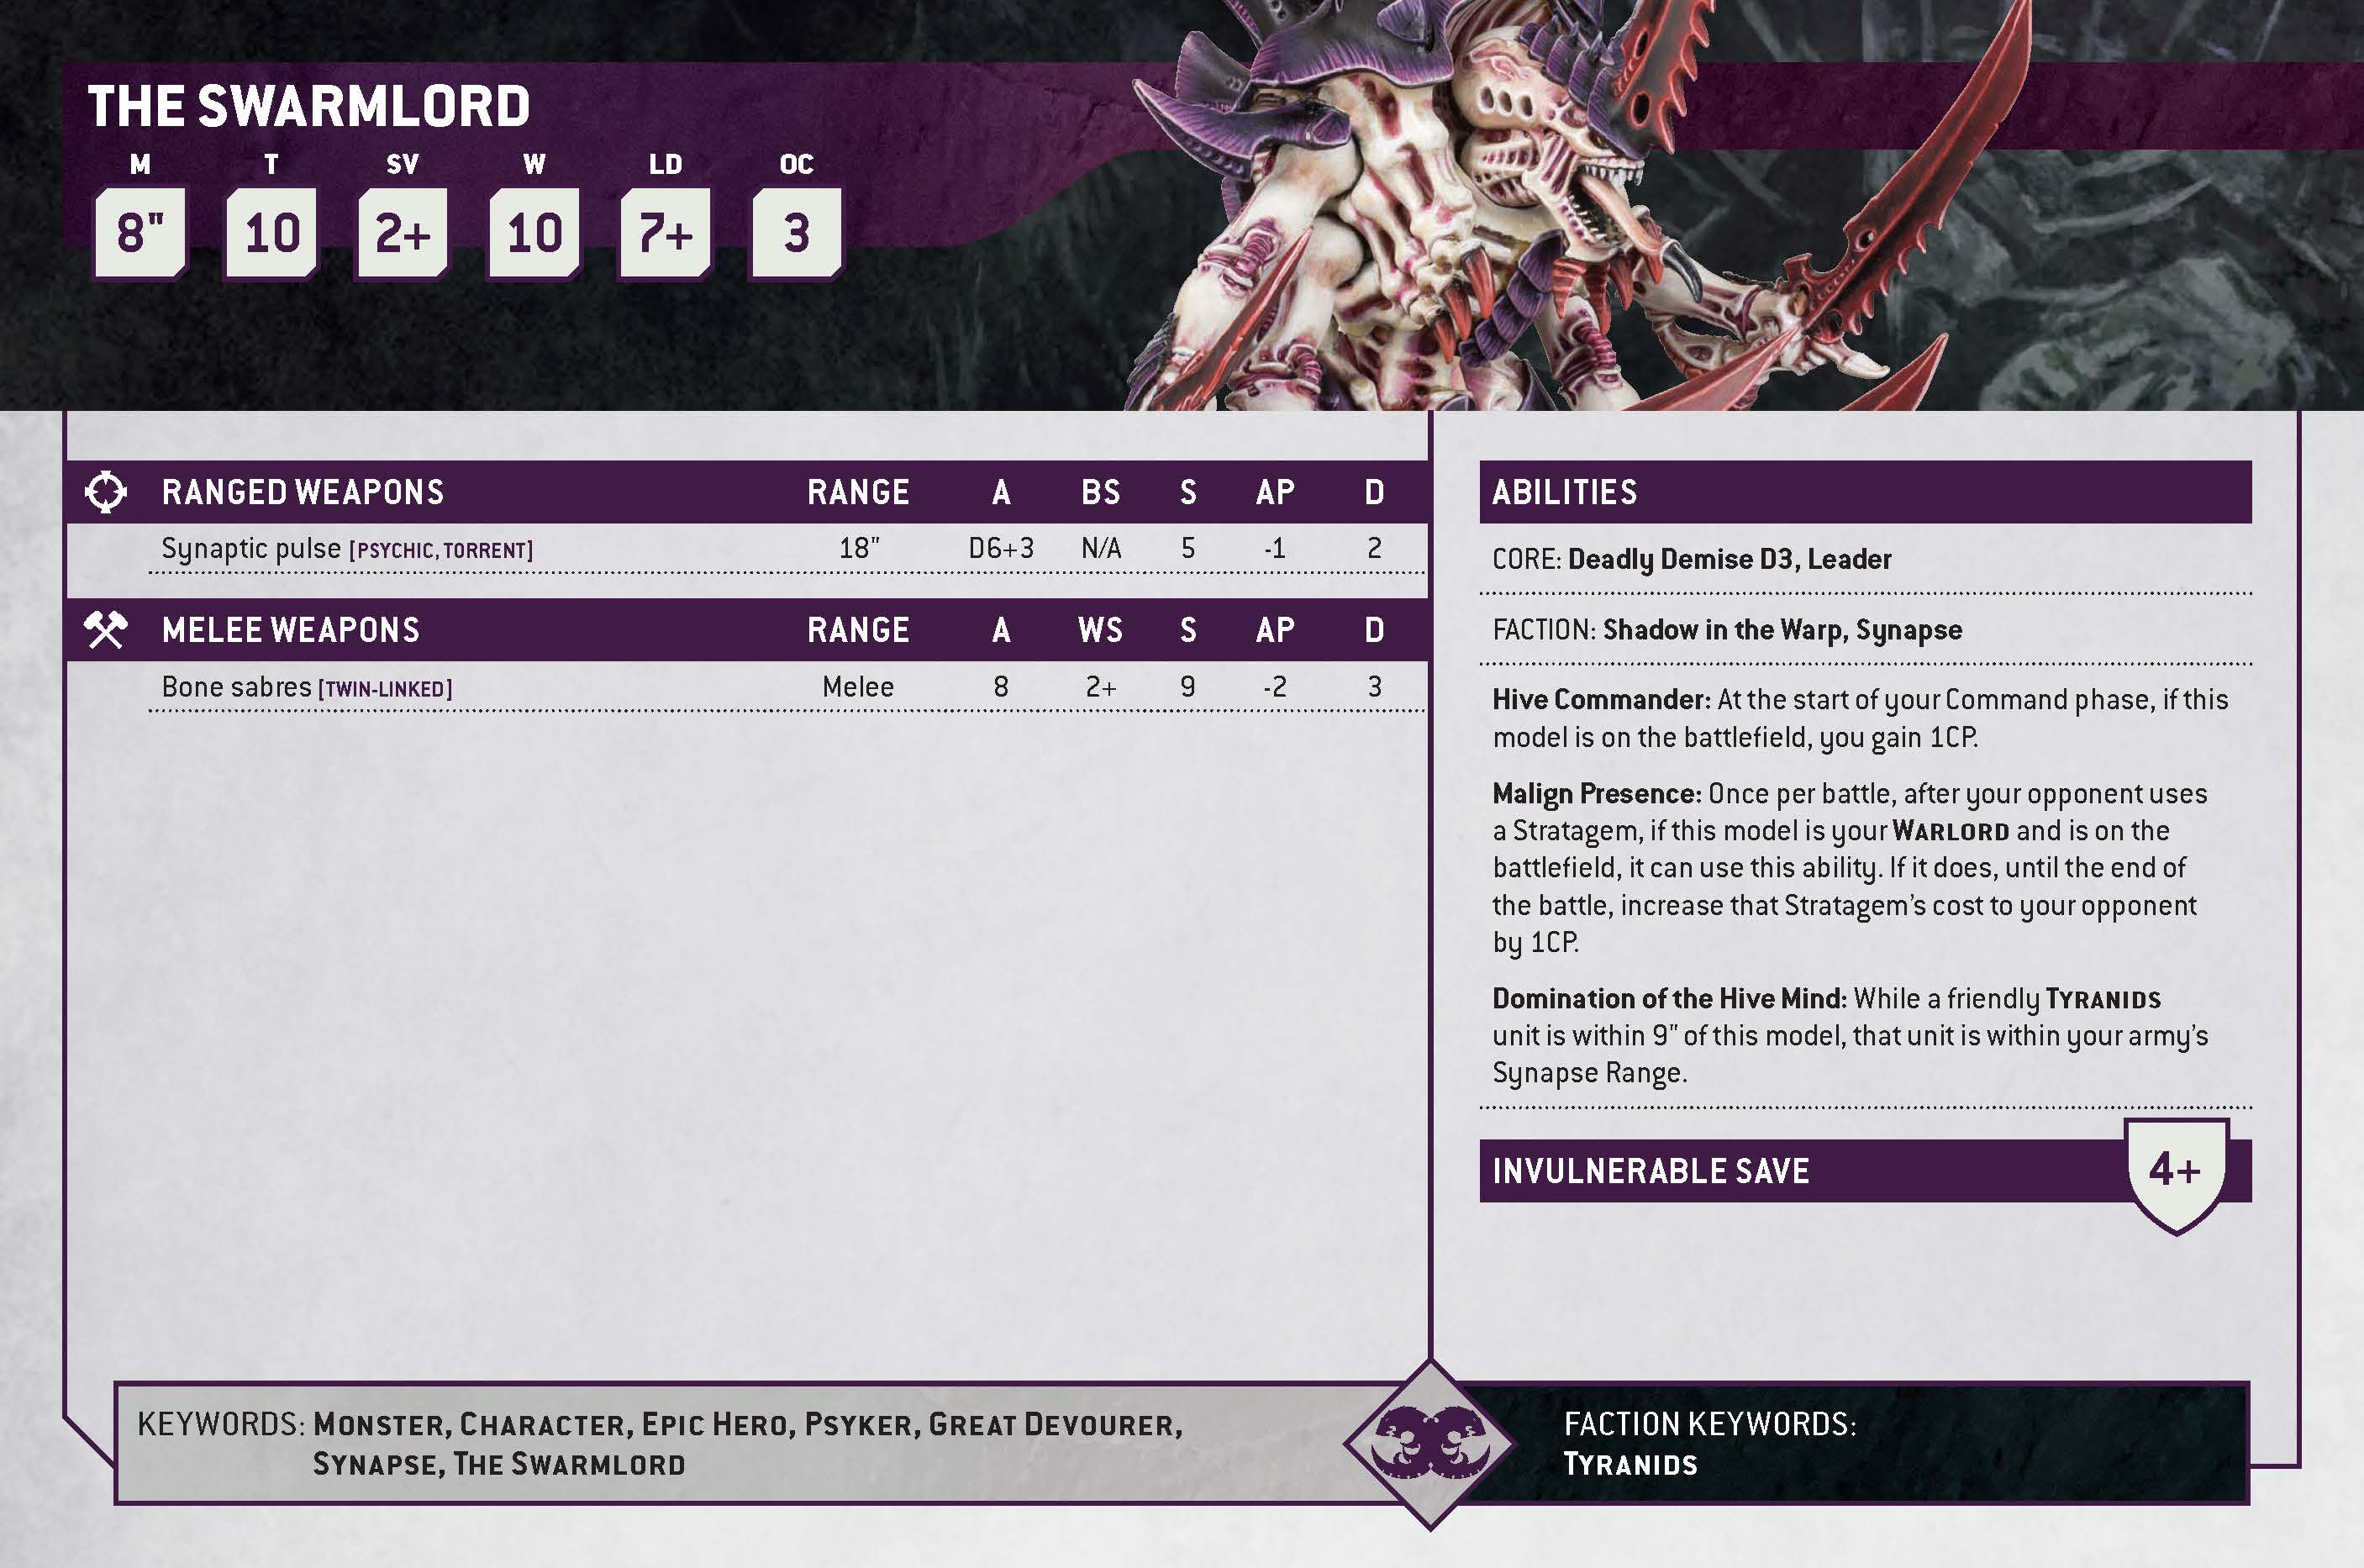 THE SWARMLORD
M T SV W LD OC
8" 10 2+ 10 7+ 3
RANGED WEAPONS RANGE A BS S AP D
Synaptic pulse [PSYCHIC, TORRENT] 18" D6+3 N/A 5 -1 2
MELEE WEAPONS RANGE A WS S AP D
Bone sabres [TWIN-LINKED] Melee 8 2+ 9 -2 3
ABILITIES
CORE: Deadly Demise D3, Leader
FACTION: Shadow in the Warp, Synapse
Hive Commander: At the start of your Command phase, if this
model is on the battlefield, you gain 1CP.
Malign Presence: Once per battle, after your opponent uses
a Stratagem, if this model is your WARLORD and is on the
battlefield, it can use this ability. If it does, until the end of
the battle, increase that Stratagem's cost to your opponent
by 1CP.
Domination of the Hive Mind: While a friendly TYRANIDS
unit is within 9" of this model, that unit is within your army's
Synapse Range.
INVULNERABLE SAVE 4+
KEYWORDS: MONSTER, CHARACTER, EPIC HERO, PSYKER, GREAT DEVOURER,
SYNAPSE, THE SWARMLORD
FACTION KEYWORDS:
TYRANIDS